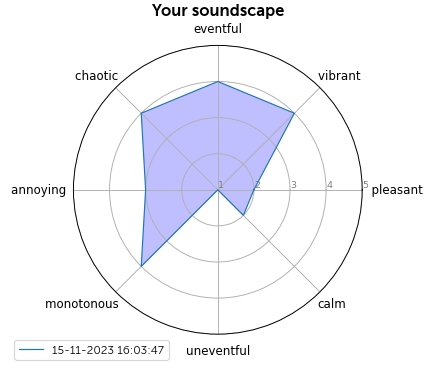 Your soundscape
eventful
chaotic
vibrant
annoying
1 2 3 4 5
pleasant
monotonous
calm
uneventful
15-11-2023 16:03:47